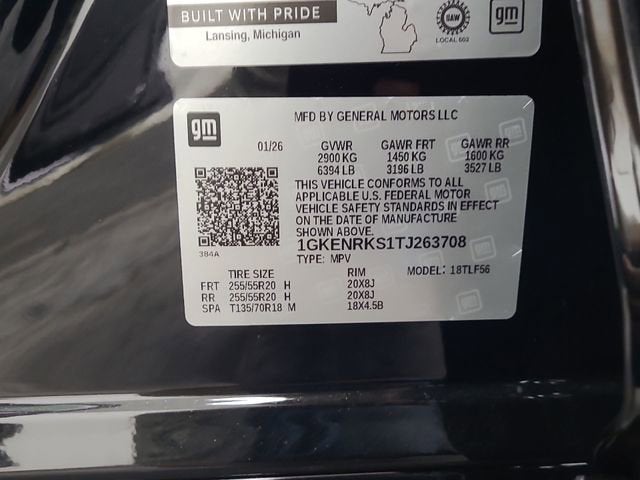 BUILT WITH PRIDE
Lansing, Michigan
UAW
LOCAL 602
gm
gm
MFD BY GENERAL MOTORS LLC
01/26 GVWR GAWR FRT GAWR RR
2900 KG 1450 KG 1600 KG
6394 LB 3196 LB 3527 LB
THIS VEHICLE CONFORMS TO ALL
APPLICABLE U.S. FEDERAL MOTOR
VEHICLE SAFETY STANDARDS IN EFFECT
ON THE DATE OF MANUFACTURE
SHOWN ABOVE.
1GKENRKS1TJ263708
384A
TYPE: MPV MODEL: 18TLF56
TIRE SIZE RIM
FRT 255/55R20 H 20X8J
RR 255/55R20 H 20X8J
SPA T135/70R18 M 18X4.5B